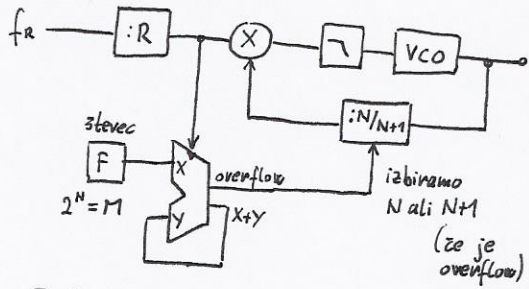 fR
:R
X
VCO
:N/N+1
števec
F
X
overflow
Y
X+Y
2^N = M
izbiramo
N ali N+1
(če je
overflow)